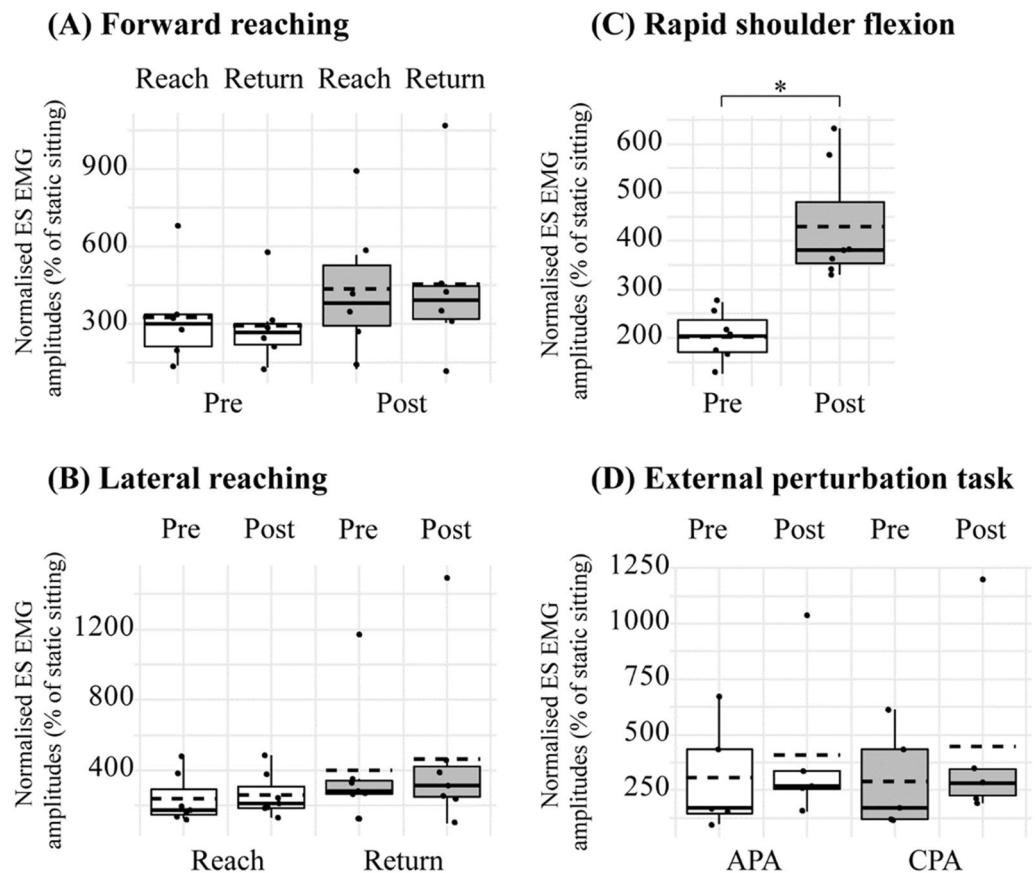 (A) Forward reaching
Reach Return Reach Return
Normalised ES EMG
amplitudes (% of static sitting)
900
600
300
Pre Post
(C) Rapid shoulder flexion
*
Normalised ES EMG
amplitudes (% of static sitting)
600
500
400
300
200
Pre Post
(B) Lateral reaching
Pre Post Pre Post
Normalised ES EMG
amplitudes (% of static sitting)
1200
800
400
Reach Return
(D) External perturbation task
Pre Post Pre Post
Normalised ES EMG
amplitudes (% of static sitting)
1250
1000
750
500
250
APA CPA